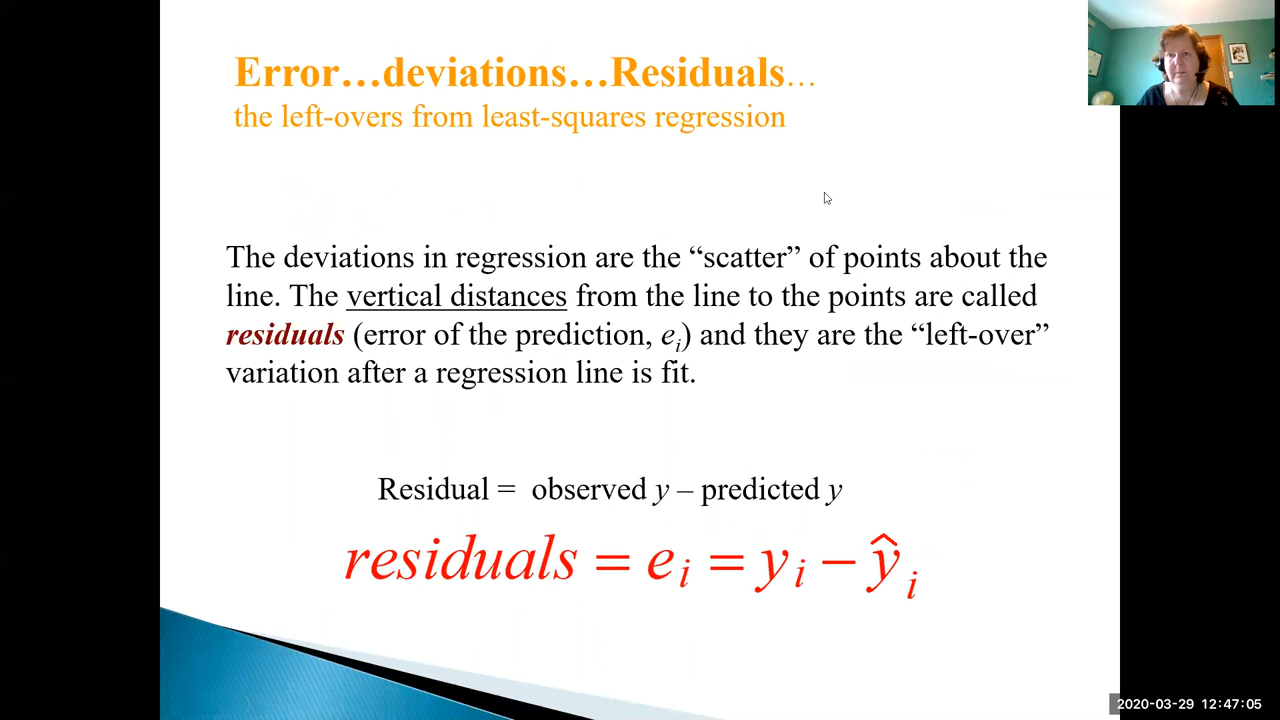 Error…deviations…Residuals…
the left-overs from least-squares regression
The deviations in regression are the “scatter” of points about the
line. The vertical distances from the line to the points are called
residuals (error of the prediction, eᵢ) and they are the “left-over”
variation after a regression line is fit.
Residual = observed y – predicted y
residuals = eᵢ = yᵢ − ŷᵢ
2020-03-29 12:47:05